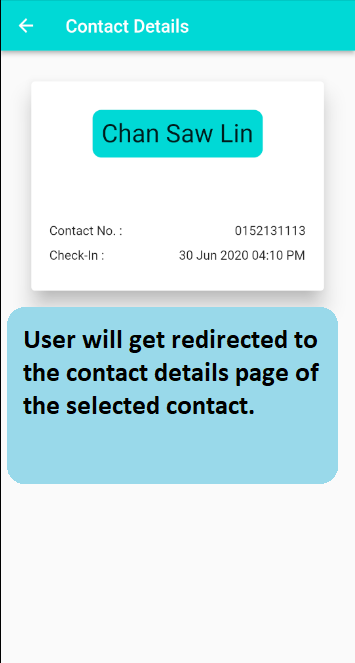 Contact Details
Chan Saw Lin
Contact No. : 0152131113
Check-In : 30 Jun 2020 04:10 PM
User will get redirected to
the contact details page of
the selected contact.